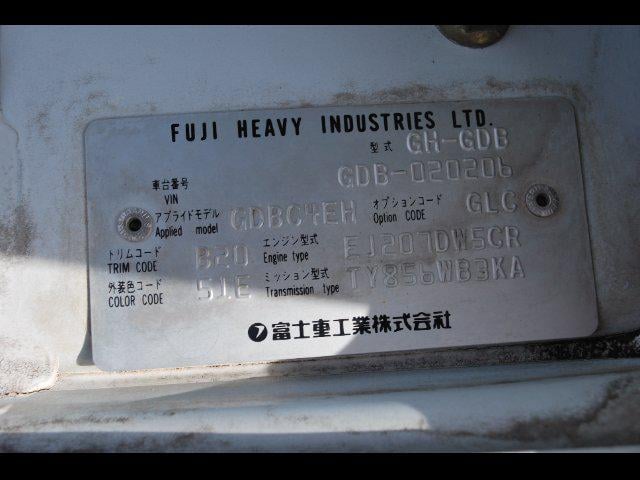 FUJI HEAVY INDUSTRIES LTD.
型式 GH-GDB
車台番号 VIN GDB-020206
アプライドモデル Applied model GDBC4EH オプションコード Option CODE GLC
トリムコード TRIM CODE B20 エンジン型式 Engine type EJ207DW5CR
外装色コード COLOR CODE 51E ミッション型式 Transmission type TY856WB3KA
富士重工業株式会社